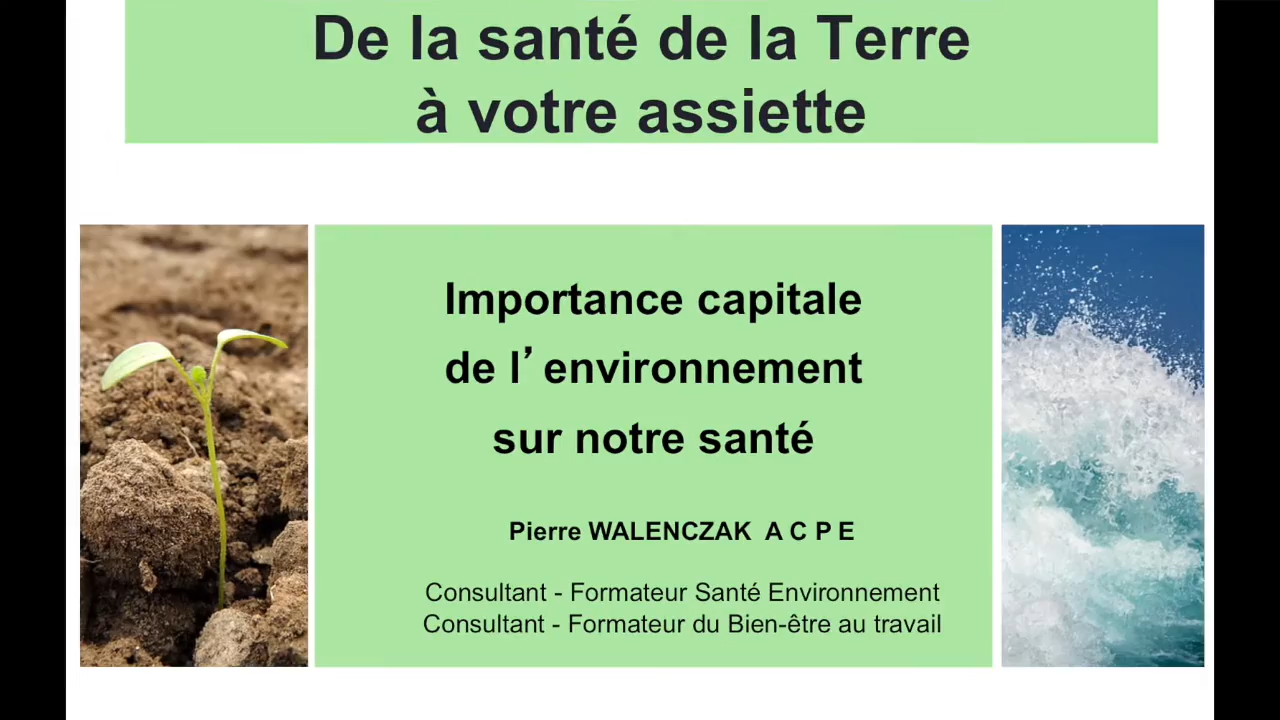 De la santé de la Terre
à votre assiette
Importance capitale
de l’environnement
sur notre santé
Pierre WALENCZAK A C P E
Consultant - Formateur Santé Environnement
Consultant - Formateur du Bien-être au travail